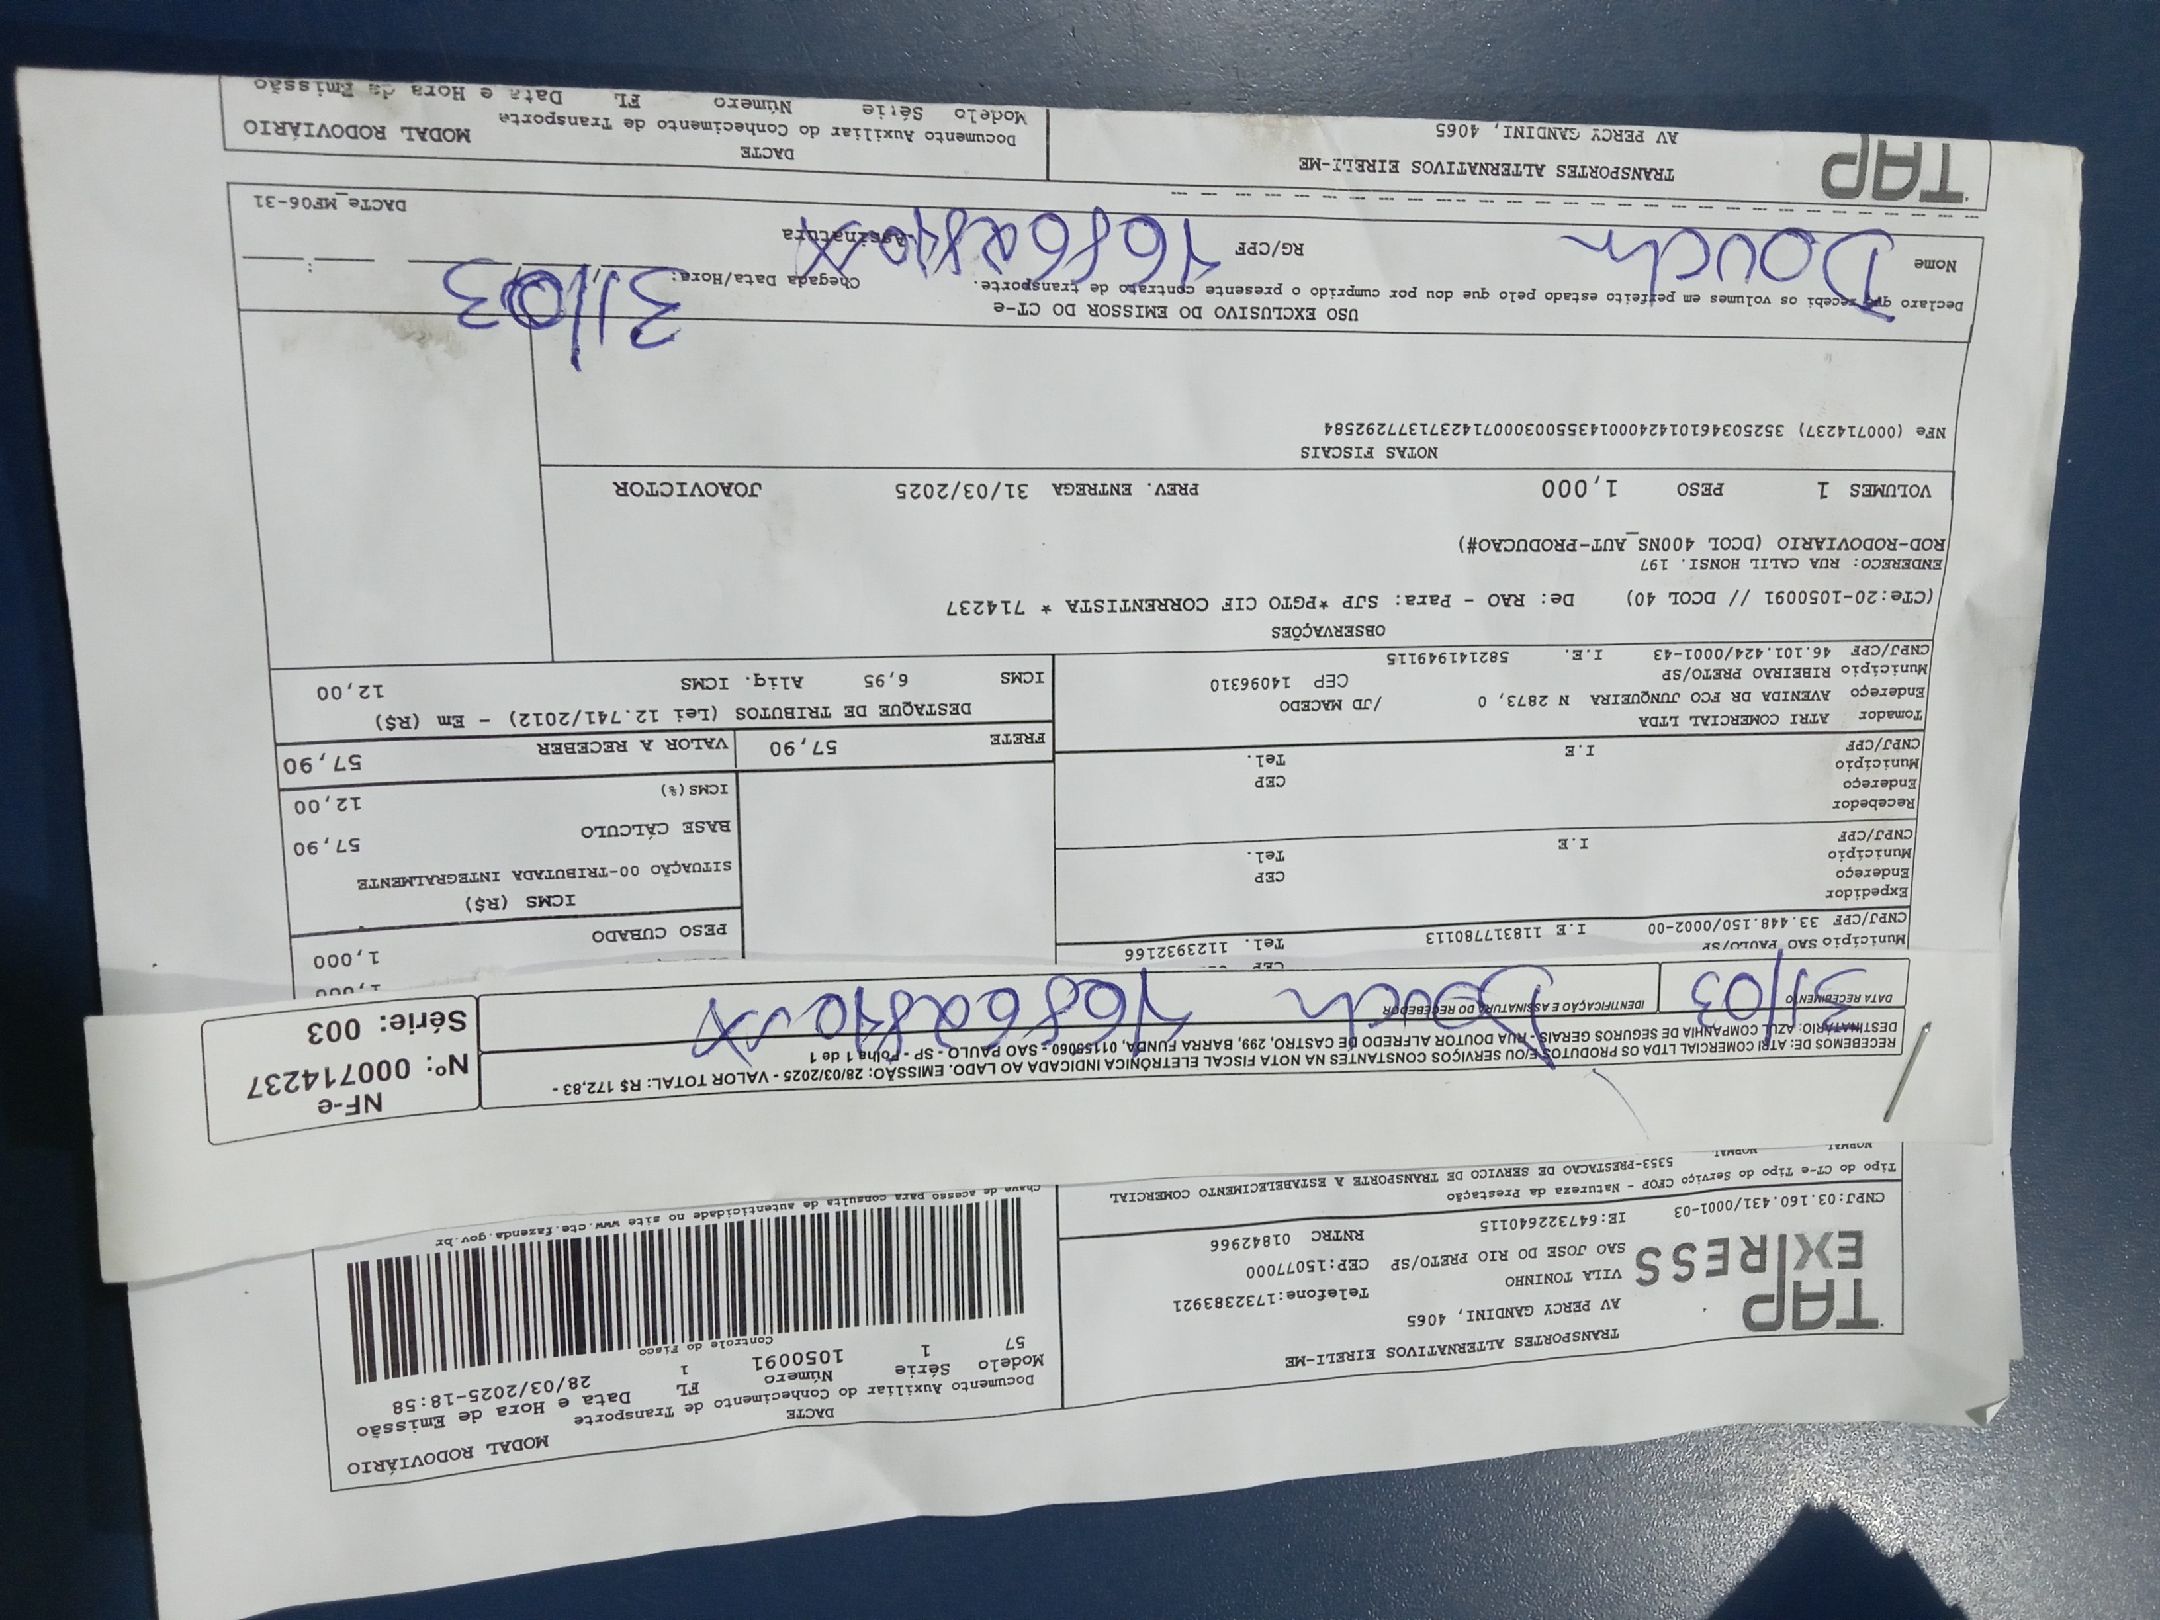 DACTE
Documento Auxiliar do Conhecimento de Transporte
MODAL RODOVIÁRIO
Modelo Série Número FL Data e Hora de Emissão
57 1 1050091 1 28/03/2025-18:58
Controle do Fisco
Chave de acesso para consulta de autenticidade no site www.cte.fazenda.gov.br
TAP EXPRESS
TRANSPORTES ALTERNATIVOS EIRELI-ME
AV PERCY GANDINI, 4065
VILA TONINHO Telefone:1732383921
SAO JOSE DO RIO PRETO/SP CEP:15077000
CNPJ:03.160.431/0001-03 IE:647322640115 RNTRC 01842966
Tipo do CT-e Tipo do Serviço CFOP - Natureza da Prestação
NORMAL NORMAL 5353-PRESTACAO DE SERVICO DE TRANSPORTE A ESTABELECIMENTO COMERCIAL
NF-e
Nº: 000714237
Série: 003
RECEBEMOS DE: ATRI COMERCIAL LTDA OS PRODUTOS E/OU SERVIÇOS CONSTANTES NA NOTA FISCAL ELETRÔNICA INDICADA AO LADO. EMISSÃO: 28/03/2025 - VALOR TOTAL: R$ 172,83 -
DESTINATÁRIO: AZUL COMPANHIA DE SEGUROS GERAIS - RUA DOUTOR ALFREDO DE CASTRO, 299, BARRA FUNDA, 01155060 - SAO PAULO - SP - Folha 1 de 1
DATA RECEBIMENTO
31/03
IDENTIFICAÇÃO E ASSINATURA DO RECEBEDOR
CEP
Município SAO PAULO/SP Tel. 1123932166
CNPJ/CPF 33.448.150/0002-00 I.E 118317780113
Expedidor
Endereço CEP
Município Tel.
CNPJ/CPF I.E
Recebedor
Endereço CEP
Município Tel.
CNPJ/CPF I.E
Tomador ATRI COMERCIAL LTDA
Endereço AVENIDA DR FCO JUNQUEIRA N 2873, 0 /JD MACEDO
Município RIBEIRAO PRETO/SP CEP 14096310
CNPJ/CPF 46.101.424/0001-43 I.E. 582141949115
1,000
PESO CUBADO 1,000
ICMS (R$)
SITUAÇÃO 00-TRIBUTADA INTEGRALMENTE
BASE CÁLCULO 57,90
ICMS(%) 12,00
FRETE 57,90 VALOR A RECEBER 57,90
DESTAQUE DE TRIBUTOS (Lei 12.741/2012) - Em (R$)
ICMS 6,95 Aliq. ICMS 12,00
OBSERVAÇÕES
(CTe:20-1050091 // DCOL 40) De: RAO - Para: SJP *PGTO CIF CORRENTISTA * 714237
ENDERECO: RUA CALIL HONSI. 197
ROD-RODOVIARIO (DCOL 400NS_AUT-PRODUCAO#)
VOLUMES 1 PESO 1,000 PREV. ENTREGA 31/03/2025 JOAOVICTOR
NOTAS FISCAIS
NFe (000714237) 35250346101424000143550030007142371377292584
USO EXCLUSIVO DO EMISSOR DO CT-e
Declaro que recebi os volumes em perfeito estado pelo que dou por cumprido o presente contrato de transporte.
Chegada Data/Hora:
31/03
Nome RG/CPF Assinatura
DACTe_MF06-31
TAP
TRANSPORTES ALTERNATIVOS EIRELI-ME
AV PERCY GANDINI, 4065
DACTE
Documento Auxiliar do Conhecimento de Transporte
MODAL RODOVIÁRIO
Modelo Série Número FL Data e Hora de Emissão